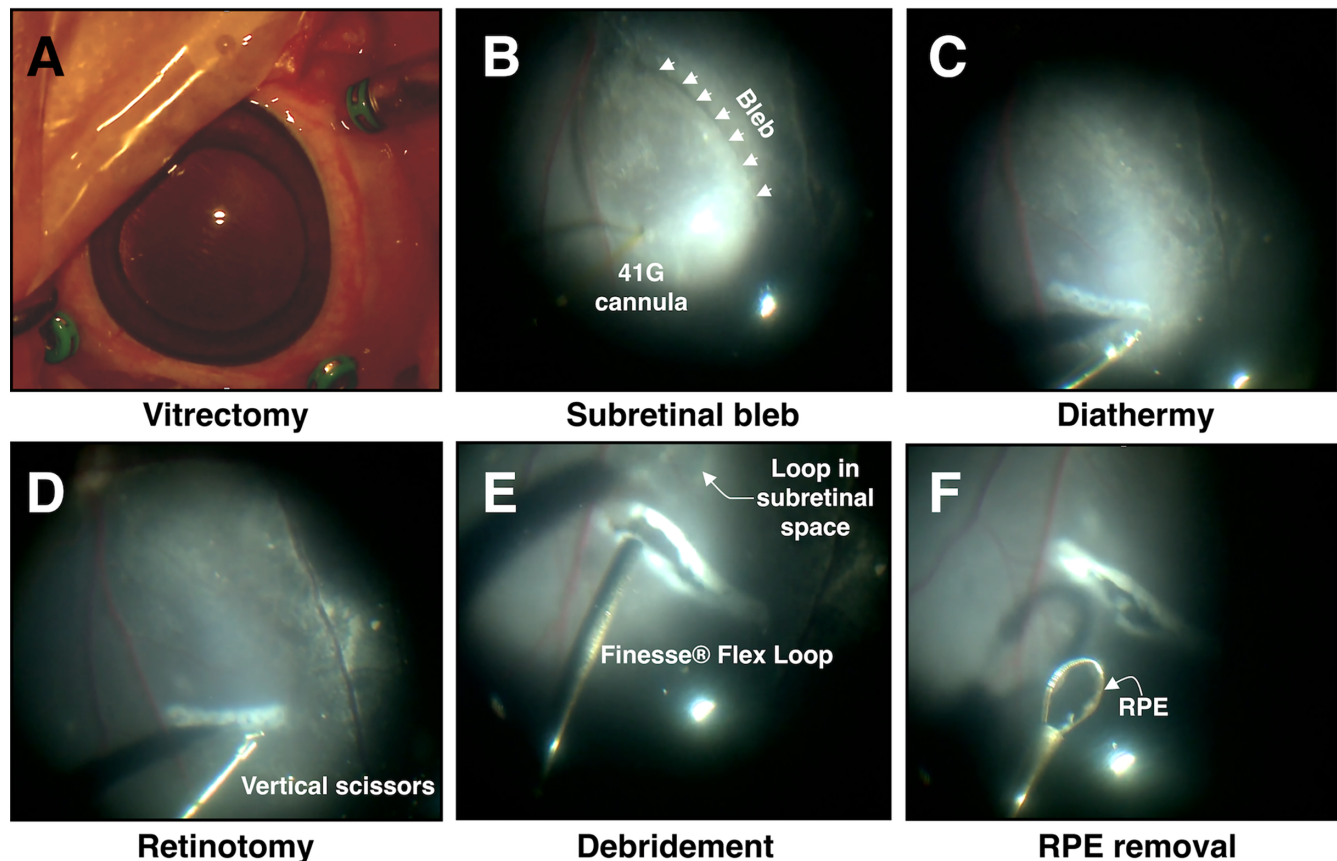 A
Vitrectomy
B
Bleb
41G
cannula
Subretinal bleb
C
Diathermy
D
Vertical scissors
Retinotomy
E
Loop in
subretinal
space
Finesse® Flex Loop
Debridement
F
RPE
RPE removal